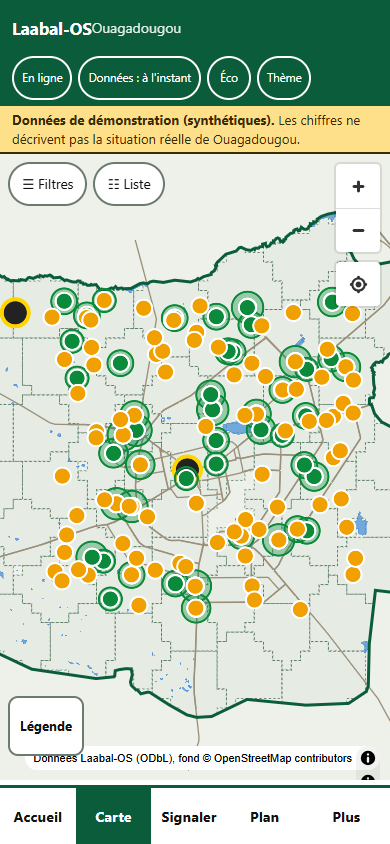 Laabal-OS Ouagadougou
En ligne Données : à l'instant Éco Thème
Données de démonstration (synthétiques). Les chiffres ne
décrivent pas la situation réelle de Ouagadougou.
☰ Filtres ☷ Liste
+
−
Légende
Données Laabal-OS (ODbL), fond © OpenStreetMap contributors
Accueil Carte Signaler Plan Plus